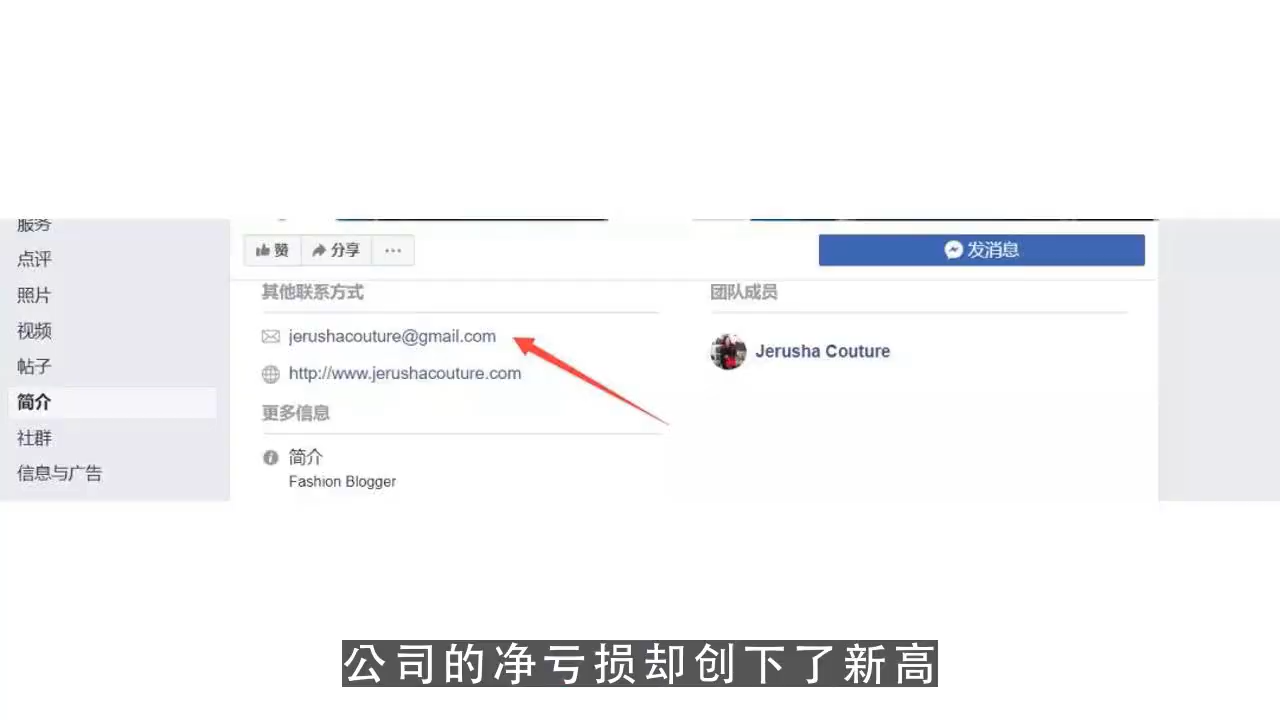 服务
点评
照片
视频
帖子
简介
社群
信息与广告
赞 分享 ···
发消息
其他联系方式
jerushacouture@gmail.com
http://www.jerushacouture.com
更多信息
简介
Fashion Blogger
团队成员
Jerusha Couture
公司的净亏损却创下了新高